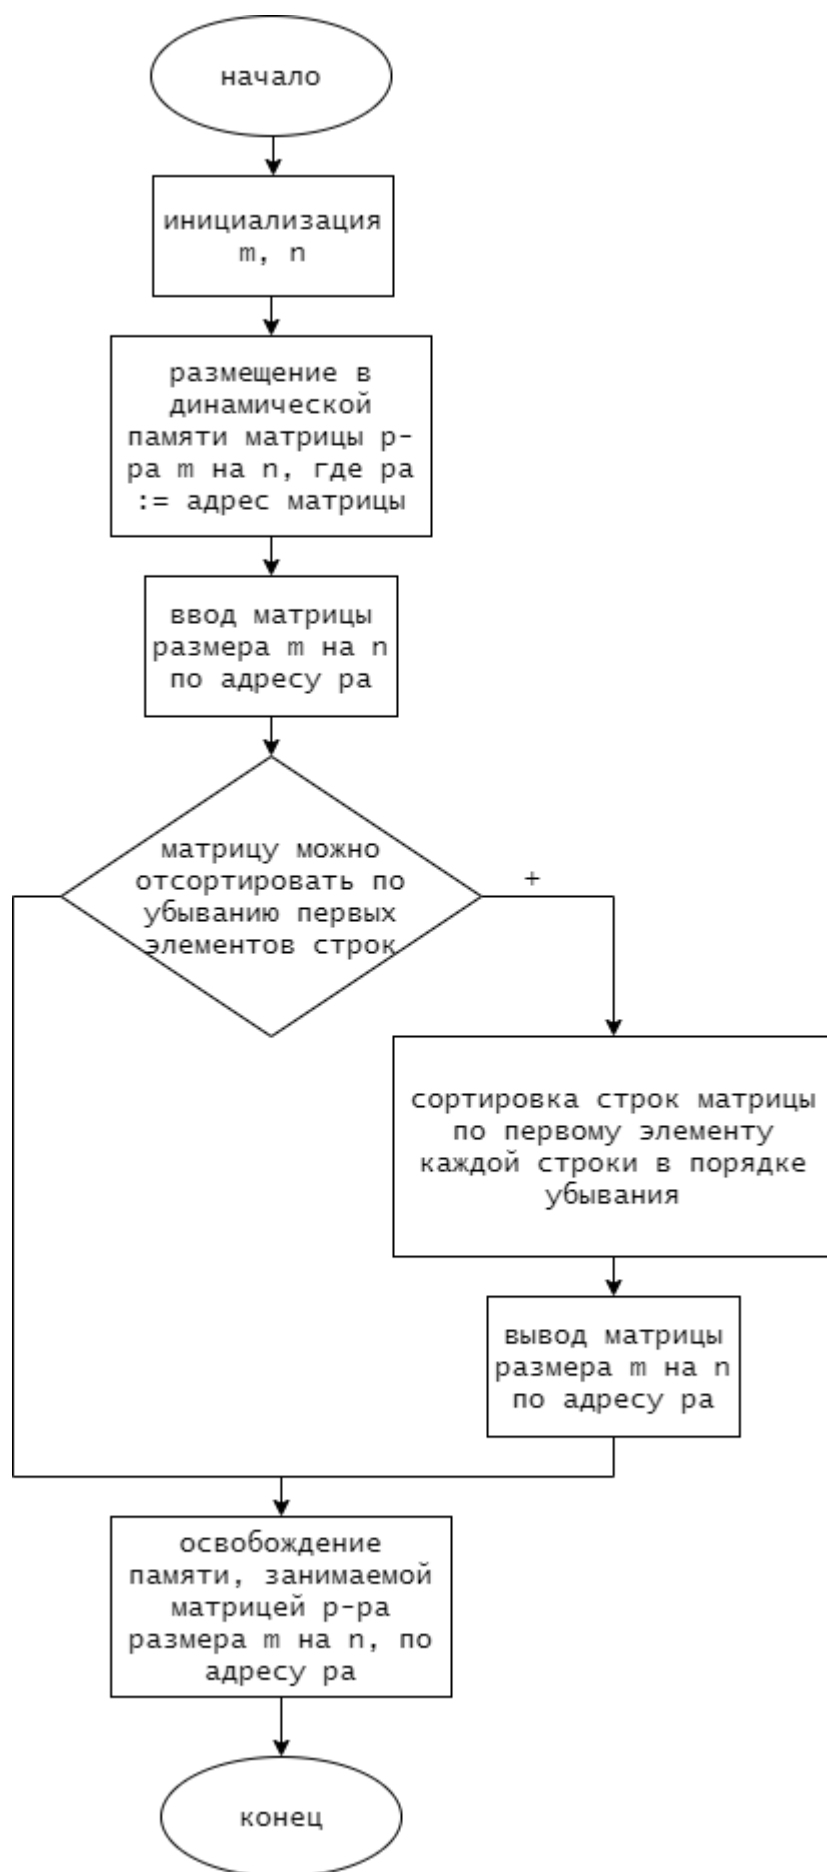 начало
инициализация
m, n
размещение в
динамической
памяти матрицы р-
ра m на n, где pa
:= адрес матрицы
ввод матрицы
размера m на n
по адресу pa
матрицу можно
отсортировать по
убыванию первых
элементов строк
+
сортировка строк матрицы
по первому элементу
каждой строки в порядке
убывания
вывод матрицы
размера m на n
по адресу pa
освобождение
памяти, занимаемой
матрицей р-ра
размера m на n, по
адресу pa
конец